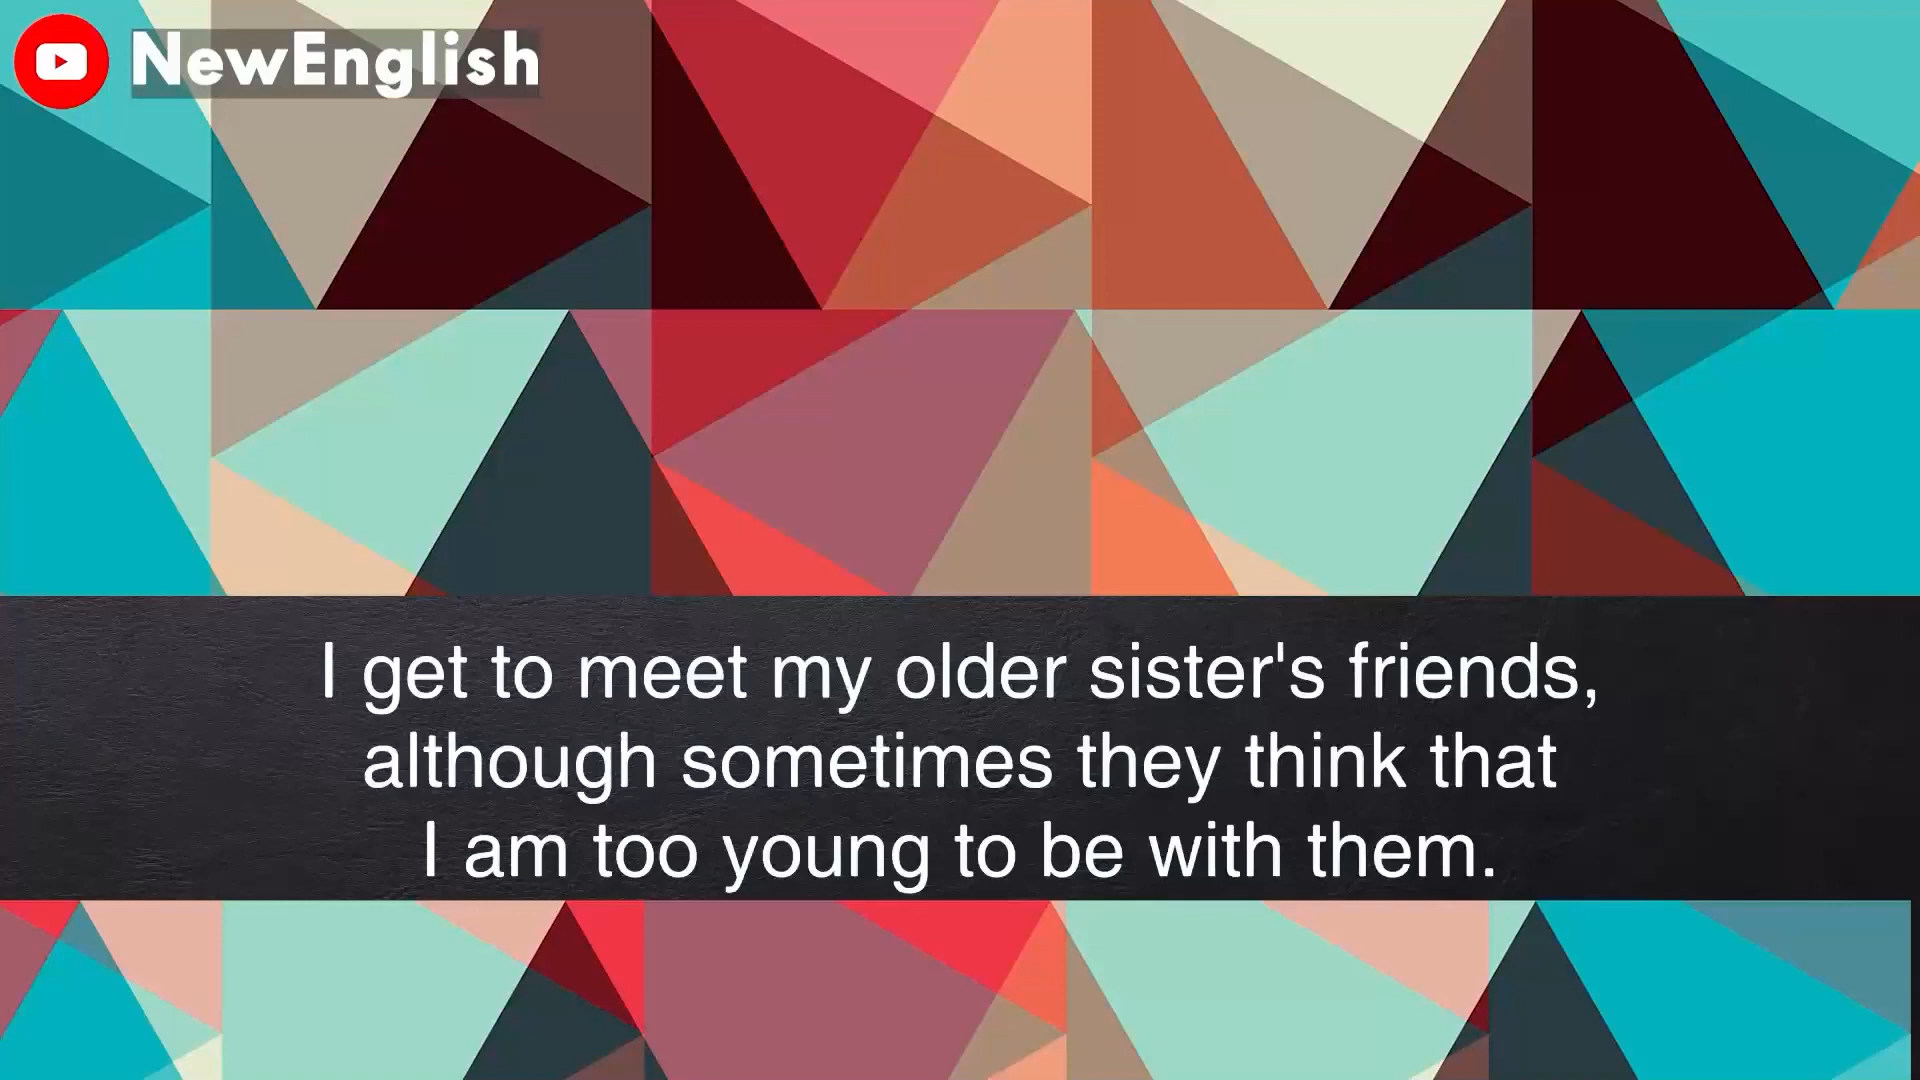 NewEnglish
I get to meet my older sister's friends,
although sometimes they think that
I am too young to be with them.